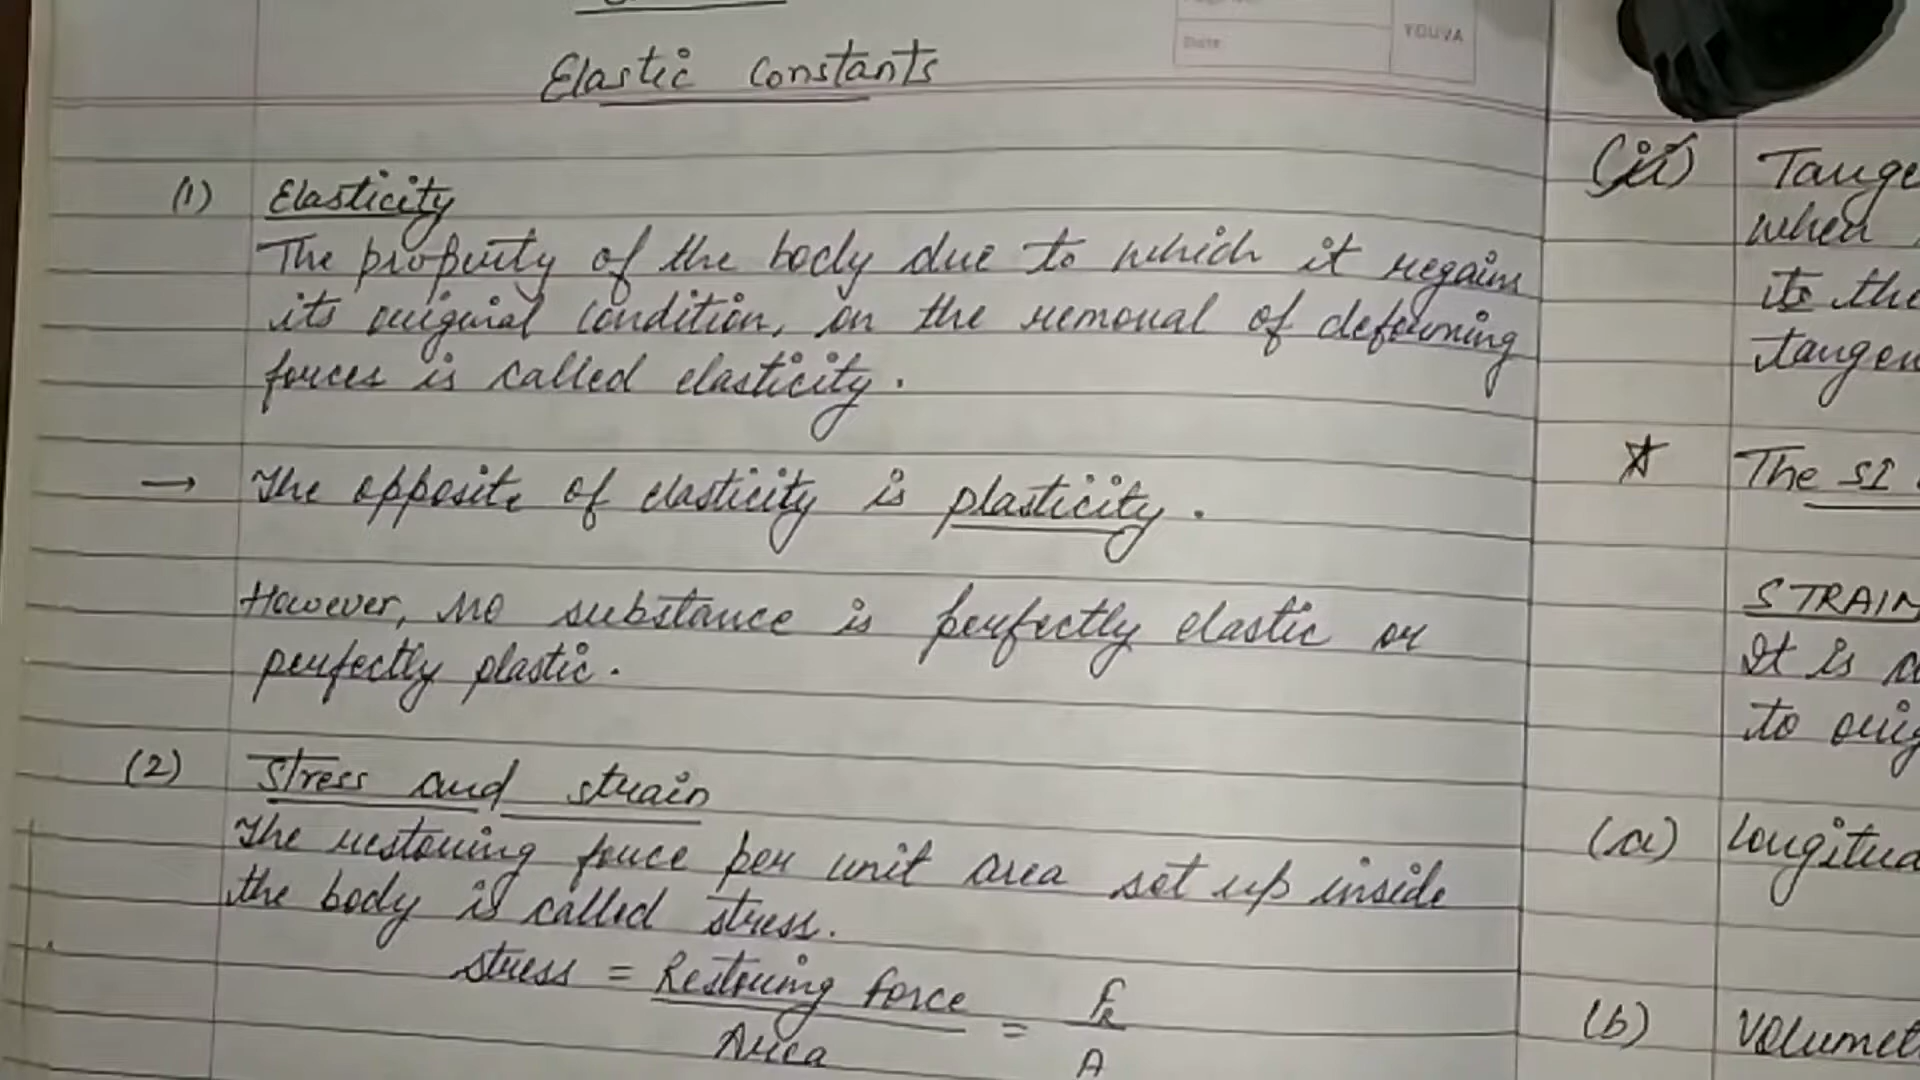 Elastic Constants
Date
YOUVA
(1) Elasticity
The property of the body due to which it regains
its original condition, on the removal of deforming
forces is called elasticity.
→ The opposite of elasticity is plasticity.
However, no substance is perfectly elastic or
perfectly plastic.
(2) Stress and strain
The restoring force per unit area set up inside
the body is called stress.
stress = Restoring force / Area = FR / A
(ii) Tange
when
its the
tangen
☆ The SI
STRAIN
It is
to orig
(a) Longitud
(b) Volumet